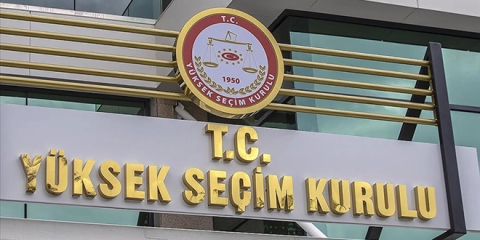 T.C.
YÜKSEK SEÇİM KURULU
1950
T.C.
YÜKSEK SEÇİM KURULU